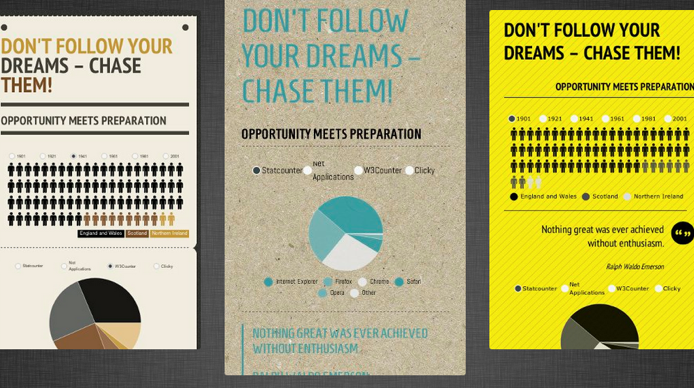 DON'T FOLLOW YOUR
DREAMS – CHASE
THEM!
OPPORTUNITY MEETS PREPARATION
1901 1921 1941 1961 1981 2001
England and Wales Scotland Northern Ireland
Statcounter Net Applications W3Counter Clicky
DON'T FOLLOW
YOUR DREAMS –
CHASE THEM!
OPPORTUNITY MEETS PREPARATION
Statcounter Net Applications W3Counter Clicky
Internet Explorer Firefox Chrome Safari
Opera Other
NOTHING GREAT WAS EVER ACHIEVED
WITHOUT ENTHUSIASM
RALPH WALDO EMERSON
DON'T FOLLOW YOUR
DREAMS – CHASE THEM!
OPPORTUNITY MEETS PREPARATION
1901 1921 1941 1961 1981 2001
England and Wales Scotland Northern Ireland
Nothing great was ever achieved
without enthusiasm.
Ralph Waldo Emerson
Statcounter Net Applications W3Counter Clicky